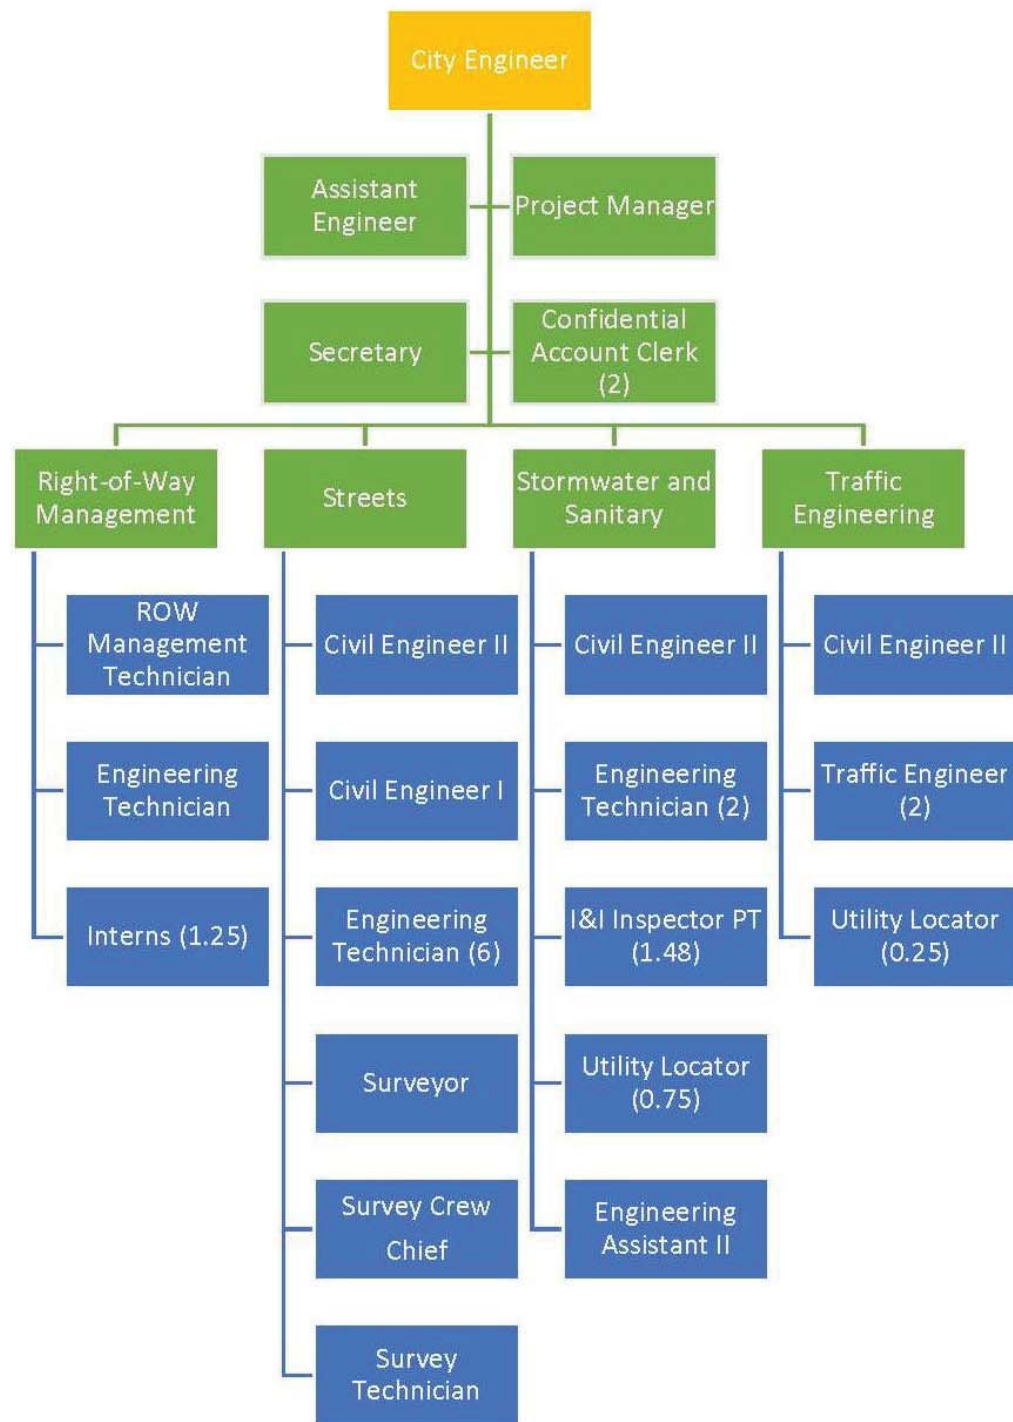 City Engineer
Assistant
Engineer
Project Manager
Secretary
Confidential
Account Clerk
(2)
Right-of-Way
Management
Streets
Stormwater and
Sanitary
Traffic
Engineering
ROW
Management
Technician
Engineering
Technician
Interns (1.25)
Civil Engineer II
Civil Engineer I
Engineering
Technician (6)
Surveyor
Survey Crew
Chief
Survey
Technician
Civil Engineer II
Engineering
Technician (2)
I&I Inspector PT
(1.48)
Utility Locator
(0.75)
Engineering
Assistant II
Civil Engineer II
Traffic Engineer
(2)
Utility Locator
(0.25)